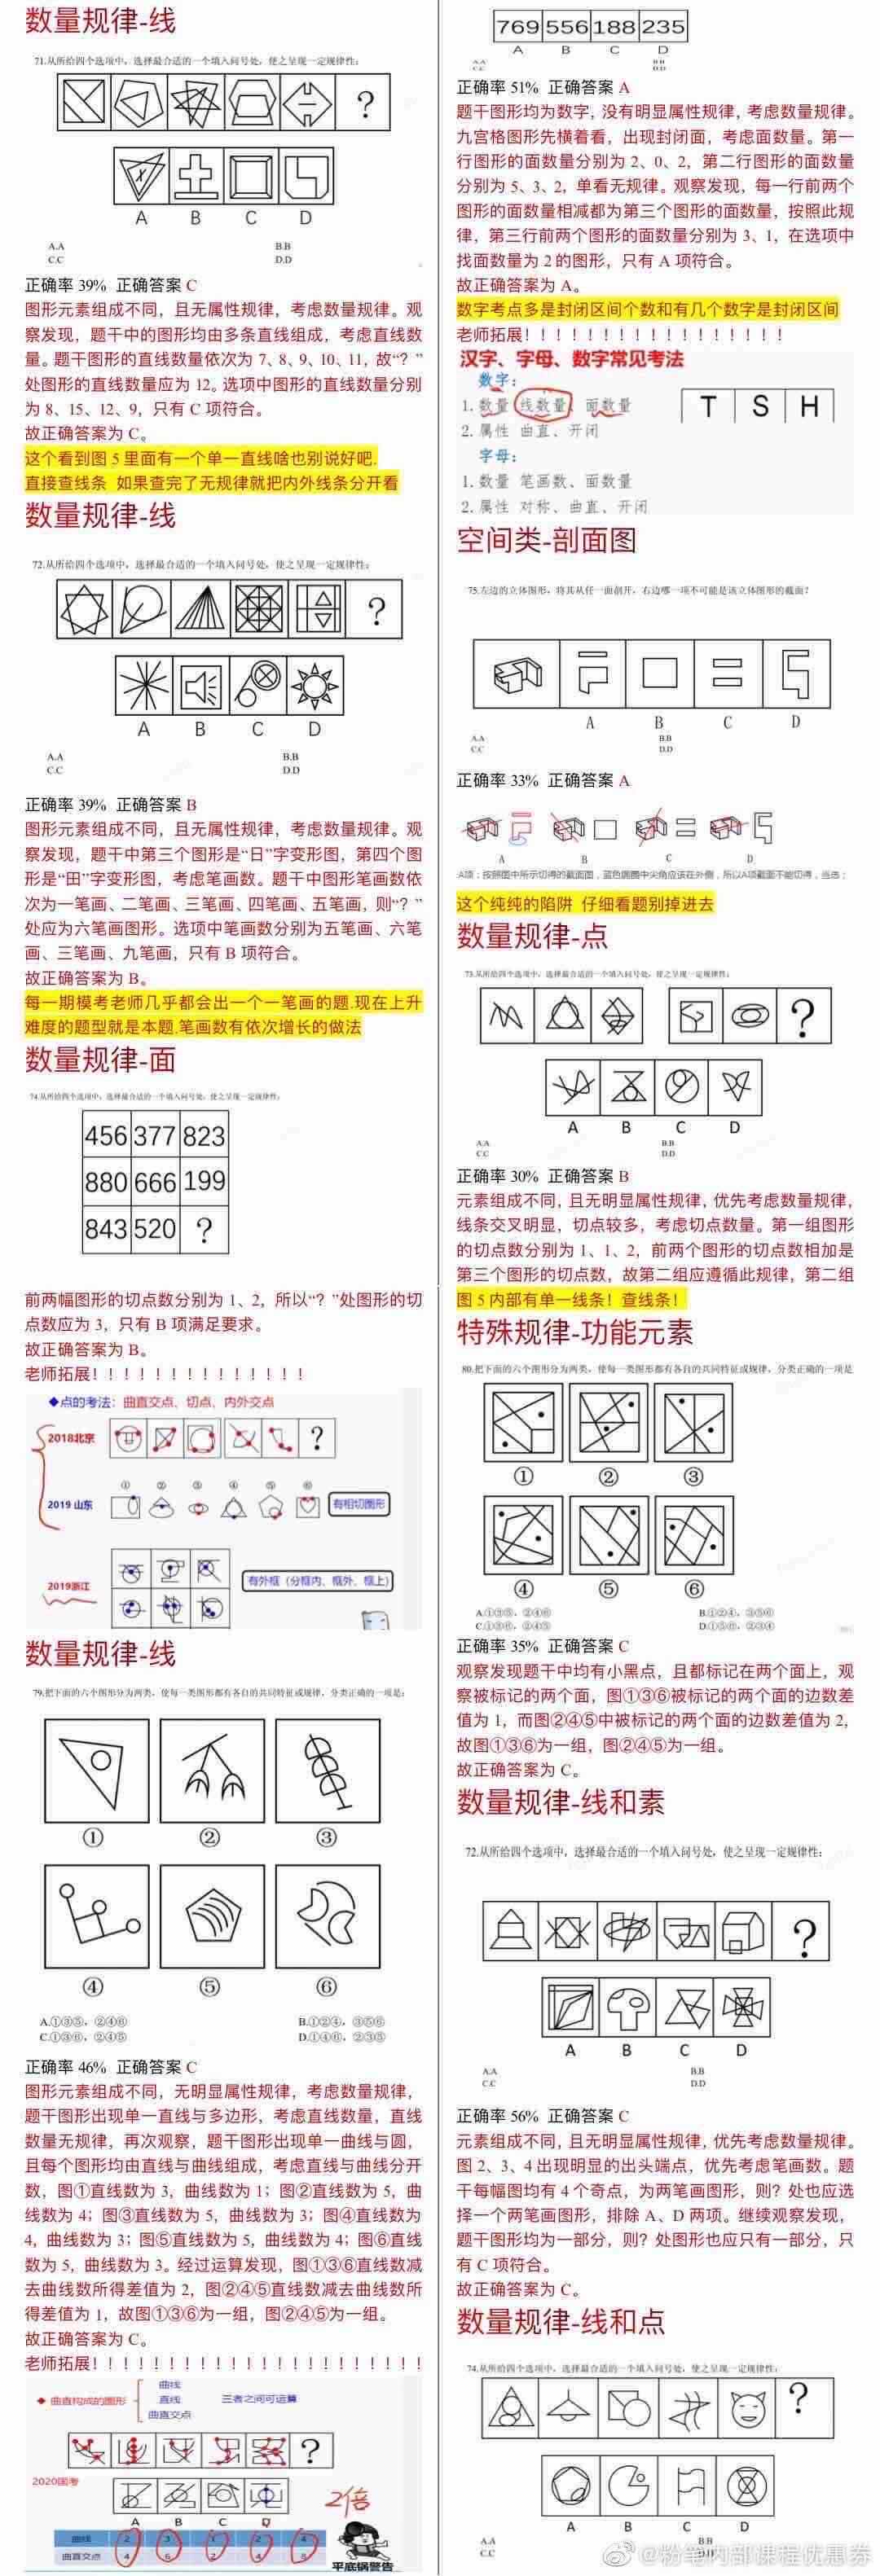 数量规律-线
71.从所给四个选项中，选择最合适的一个填入问号处，使之呈现一定规律性：
?
A B C D
A.A B.B
C.C D.D
正确率 39% 正确答案 C
图形元素组成不同，且无属性规律，考虑数量规律。观
察发现，题干中的图形均由多条直线组成，考虑直线数
量。题干图形的直线数量依次为 7、8、9、10、11，故“？”
处图形的直线数量应为 12。选项中图形的直线数量分别
为 8、15、12、9，只有 C 项符合。
故正确答案为 C。
这个看到图 5 里面有一个单一直线啥也别说好吧.
直接查线条 如果查完了无规律就把内外线条分开看
数量规律-线
72.从所给四个选项中，选择最合适的一个填入问号处，使之呈现一定规律性：
?
A B C D
A.A B.B
C.C D.D
正确率 39% 正确答案 B
图形元素组成不同，且无属性规律，考虑数量规律。观
察发现，题干中第三个图形是“日”字变形图，第四个图
形是“田”字变形图，考虑笔画数。题干中图形笔画数依
次为一笔画、二笔画、三笔画、四笔画、五笔画，则“？”
处应为六笔画图形。选项中笔画数分别为五笔画、六笔
画、三笔画、九笔画，只有 B 项符合。
故正确答案为 B。
每一期模考老师几乎都会出一个一笔画的题.现在上升
难度的题型就是本题.笔画数有依次增长的做法
数量规律-面
74.从所给四个选项中，选择最合适的一个填入问号处，使之呈现一定规律性：
456 377 823
880 666 199
843 520 ?
前两幅图形的切点数分别为 1、2，所以“？”处图形的切
点数应为 3，只有 B 项满足要求。
故正确答案为 B。
老师拓展！！！！！！！！！！！！！！
◆点的考法：曲直交点、切点、内外交点
2018北京
?
① ② ③ ④ ⑤ ⑥
2019 山东
有相切图形
2019浙江
有外框（分框内、框外、框上）
数量规律-线
79.把下面的六个图形分为两类，使每一类图形都有各自的共同特征或规律，分类正确的一项是：
① ② ③
④ ⑤ ⑥
A.①③⑤，②④⑥ B.①②④，③⑤⑥
C.①③⑥，②④⑤ D.①④⑥，②③⑤
正确率 46% 正确答案 C
图形元素组成不同，无明显属性规律，考虑数量规律，
题干图形出现单一直线与多边形，考虑直线数量，直线
数量无规律，再次观察，题干图形出现单一曲线与圆，
且每个图形均由直线与曲线组成，考虑直线与曲线分开
数，图①直线数为 3，曲线数为 1；图②直线数为 5，曲
线数为 4；图③直线数为 5，曲线数为 3；图④直线数为
4，曲线数为 3；图⑤直线数为 5，曲线数为 4；图⑥直线
数为 5，曲线数为 3。经过运算发现，图①③⑥直线数减
去曲线数所得差值为 2，图②④⑤直线数减去曲线数所
得差值为 1，故图①③⑥为一组，图②④⑤为一组。
故正确答案为 C。
老师拓展！！！！！！！！！！！！！！！！！！！！！！
曲线
◆ 曲直构成的图形 直线 三者之间可运算
曲直交点
?
2020国考
A B C D
2倍
曲线 2 3 1 2 4
曲直交点 4 6 2 4 8
平底锅警告
769 556 188 235
A B C D
A.A B.B
C.C D.D
正确率 51% 正确答案 A
题干图形均为数字，没有明显属性规律，考虑数量规律。
九宫格图形先横着看，出现封闭面，考虑面数量。第一
行图形的面数量分别为 2、0、2，第二行图形的面数量
分别为 5、3、2，单看无规律。观察发现，每一行前两个
图形的面数量相减都为第三个图形的面数量，按照此规
律，第三行前两个图形的面数量分别为 3、1，在选项中
找面数量为 2 的图形，只有 A 项符合。
故正确答案为 A。
数字考点多是封闭区间个数和有几个数字是封闭区间
老师拓展！！！！！！！！！！！！！！！！！
汉字、字母、数字常见考法
数字：
1.数量 线数量、面数量
2.属性 曲直、开闭
T S H
字母：
1.数量 笔画数、面数量
2.属性 对称、曲直、开闭
空间类-剖面图
75.左边的立体图形，将其从任一面剖开，右边哪一项不可能是该立体图形的截面？
A B C D
A.A B.B
C.C D.D
正确率 33% 正确答案 A
A B C D
A项：按照图中所示切得的截面图，蓝色圆圈中尖角应该在外侧，所以A项截面不能切得，当选；
这个纯纯的陷阱 仔细看题别掉进去
数量规律-点
73.从所给四个选项中，选择最合适的一个填入问号处，使之呈现一定规律性：
?
A B C D
A.A B.B
C.C D.D
正确率 30% 正确答案 B
元素组成不同，且无明显属性规律，优先考虑数量规律，
线条交叉明显，切点较多，考虑切点数量。第一组图形
的切点数分别为 1、1、2，前两个图形的切点数相加是
第三个图形的切点数，故第二组应遵循此规律，第二组
图 5 内部有单一线条！查线条！
特殊规律-功能元素
80.把下面的六个图形分为两类，使每一类图形都有各自的共同特征或规律，分类正确的一项是
① ② ③
④ ⑤ ⑥
A.①③⑤，②④⑥ B.①②④，③⑤⑥
C.①③⑥，②④⑤ D.①⑤⑥，②③④
正确率 35% 正确答案 C
观察发现题干中均有小黑点，且都标记在两个面上，观
察被标记的两个面，图①③⑥被标记的两个面的边数差
值为 1，而图②④⑤中被标记的两个面的边数差值为 2，
故图①③⑥为一组，图②④⑤为一组。
故正确答案为 C。
数量规律-线和素
72.从所给四个选项中，选择最合适的一个填入问号处，使之呈现一定规律性：
?
A B C D
A.A B.B
C.C D.D
正确率 56% 正确答案 C
元素组成不同，且无明显属性规律，优先考虑数量规律。
图 2、3、4 出现明显的出头端点，优先考虑笔画数。题
干每幅图均有 4 个奇点，为两笔画图形，则？处也应选
择一个两笔画图形，排除 A、D 两项。继续观察发现，
题干图形均为一部分，则？处图形也应只有一部分，只
有 C 项符合。
故正确答案为 C。
数量规律-线和点
74.从所给四个选项中，选择最合适的一个填入问号处，使之呈现一定规律性：
?
A B C D
A.A B.B
C.C D.D
@粉笔内部课程优惠券